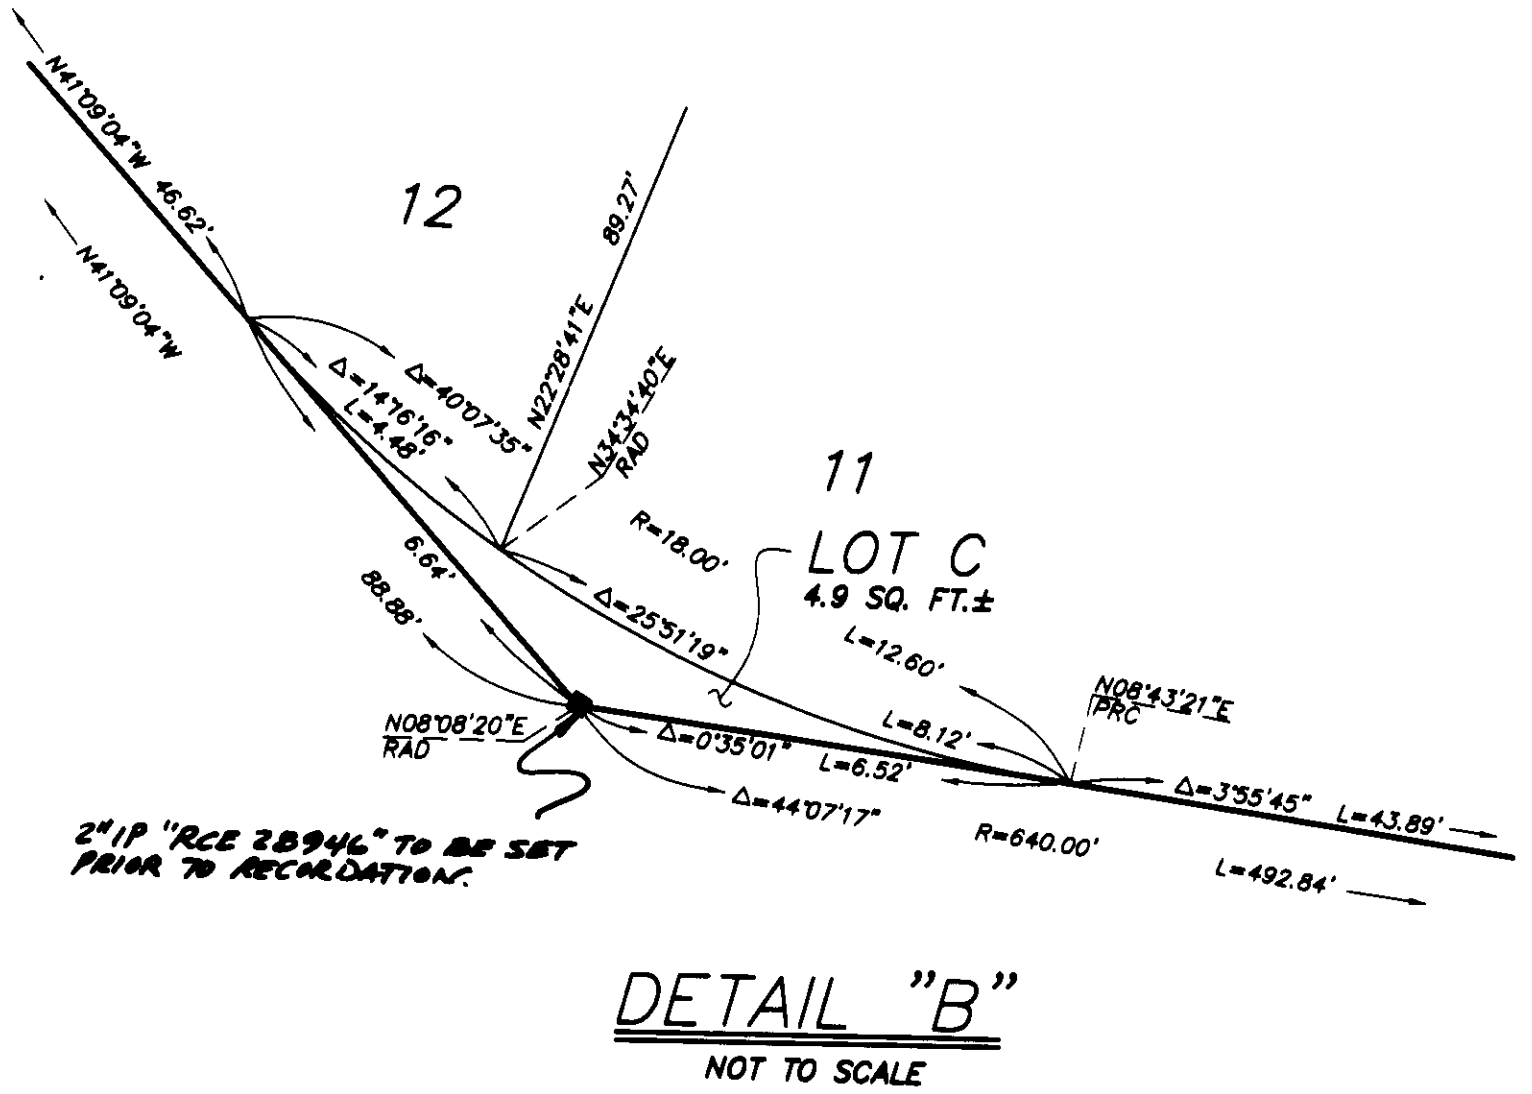 N41°09'04"W 46.62'
N41°09'04"W
12
89.27'
N22°28'41"E
N34°34'40"E
RAD
Δ=40°07'35"
Δ=14°16'16"
L=4.48'
11
R=18.00'
LOT C
4.9 SQ. FT.±
6.64'
88.88'
Δ=25°51'19"
L=12.60'
N08°43'21"E
PRC
N08°08'20"E
RAD
Δ=0°35'01"
L=8.12'
L=6.52'
Δ=44°07'17"
Δ=3°55'45"
L=43.89'
R=640.00'
L=492.84'
2" IP "RCE 28946" TO BE SET
PRIOR TO RECORDATION.
DETAIL "B"
NOT TO SCALE